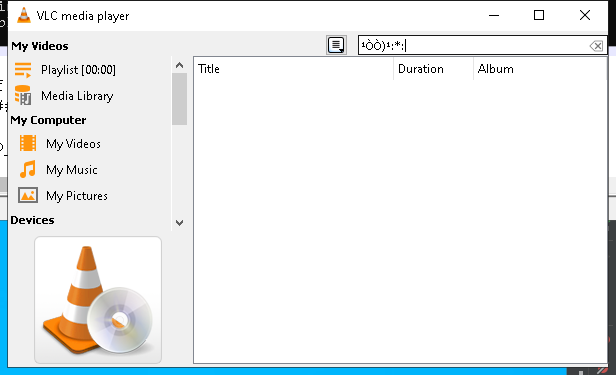 VLC media player
My Videos
¹ÒÒ)¹:*:
Playlist [00:00]
Media Library
My Computer
My Videos
My Music
My Pictures
Devices
Title Duration Album